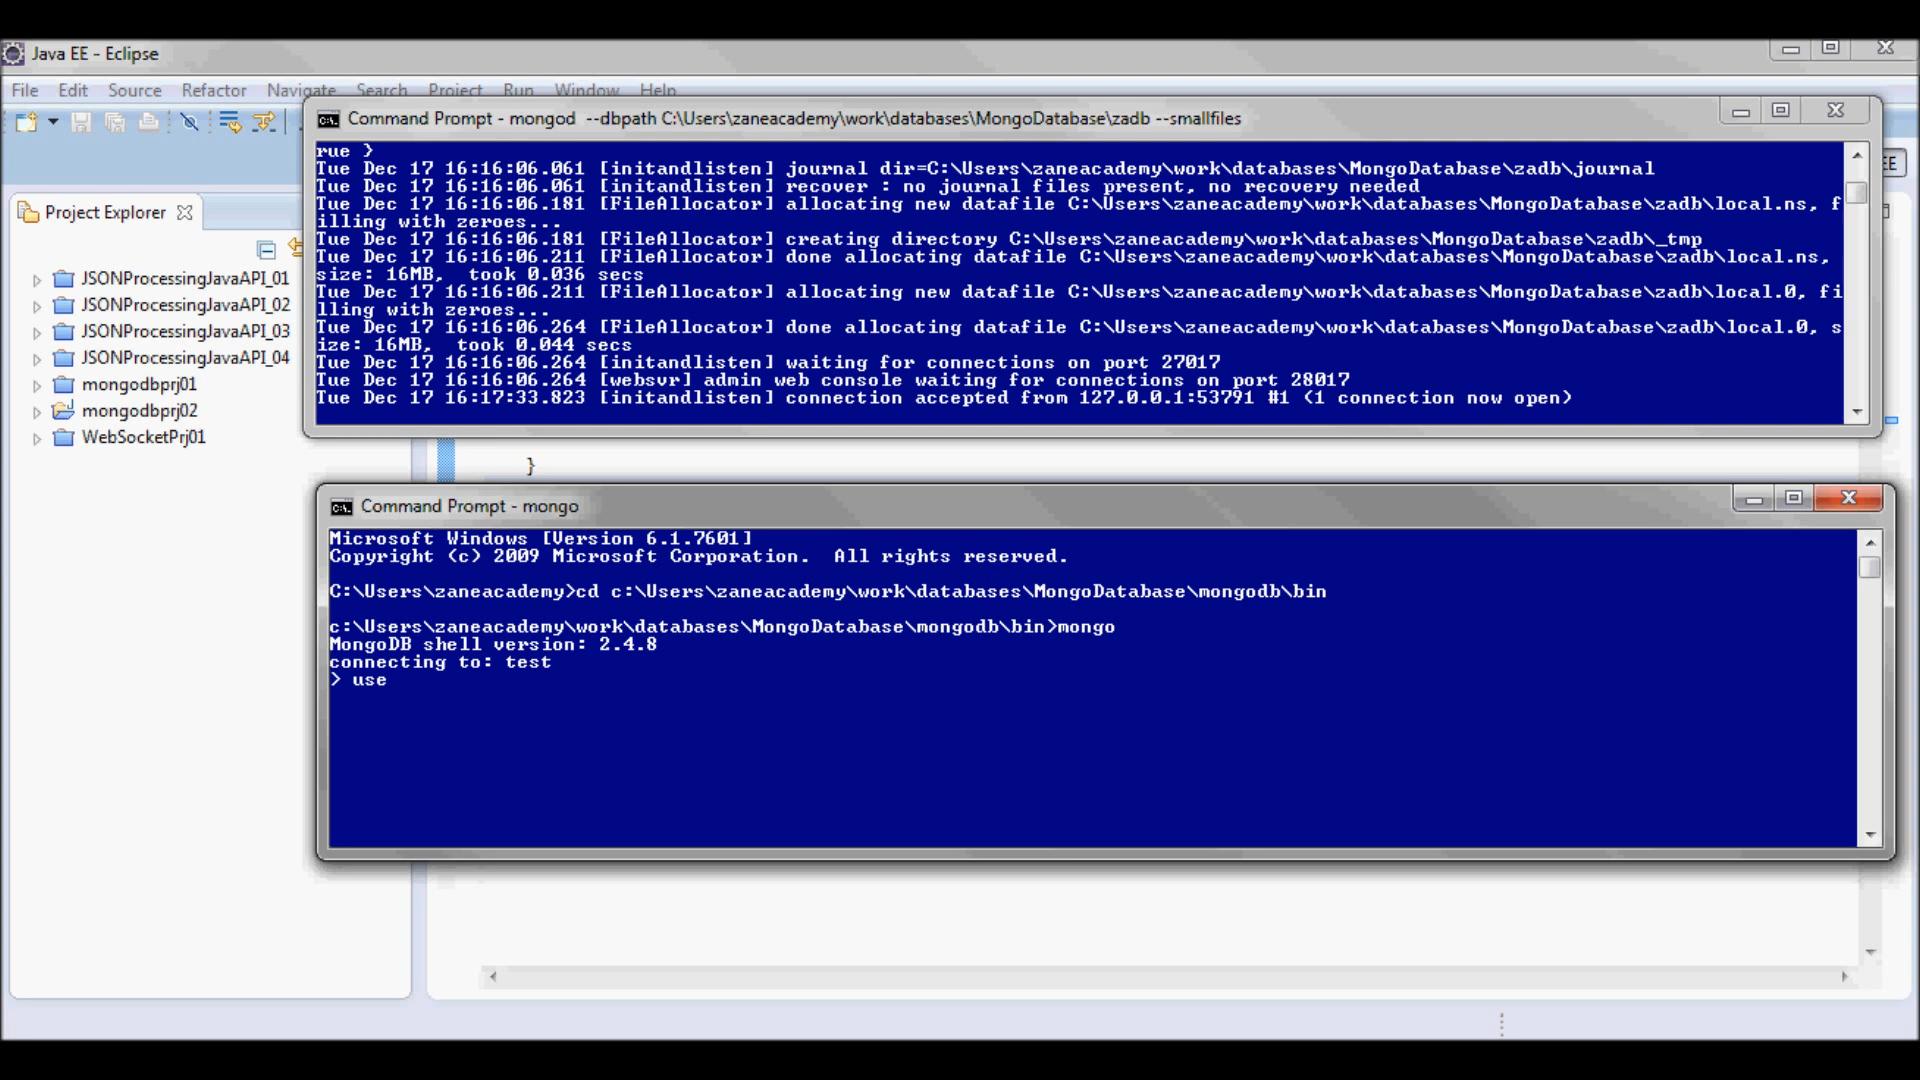 Java EE - Eclipse
File Edit Source Refactor Navigate Search Project Run Window Help
Command Prompt - mongod --dbpath C:\Users\zaneacademy\work\databases\MongoDatabase\zadb --smallfiles
rue }
Tue Dec 17 16:16:06.061 [initandlisten] journal dir=C:\Users\zaneacademy\work\databases\MongoDatabase\zadb\journal
Tue Dec 17 16:16:06.061 [initandlisten] recover : no journal files present, no recovery needed
Tue Dec 17 16:16:06.181 [FileAllocator] allocating new datafile C:\Users\zaneacademy\work\databases\MongoDatabase\zadb\local.ns, f
illing with zeroes...
Tue Dec 17 16:16:06.181 [FileAllocator] creating directory C:\Users\zaneacademy\work\databases\MongoDatabase\zadb\_tmp
Tue Dec 17 16:16:06.211 [FileAllocator] done allocating datafile C:\Users\zaneacademy\work\databases\MongoDatabase\zadb\local.ns,
size: 16MB,  took 0.036 secs
Tue Dec 17 16:16:06.211 [FileAllocator] allocating new datafile C:\Users\zaneacademy\work\databases\MongoDatabase\zadb\local.0, fi
lling with zeroes...
Tue Dec 17 16:16:06.264 [FileAllocator] done allocating datafile C:\Users\zaneacademy\work\databases\MongoDatabase\zadb\local.0, s
ize: 16MB,  took 0.044 secs
Tue Dec 17 16:16:06.264 [initandlisten] waiting for connections on port 27017
Tue Dec 17 16:16:06.264 [websvr] admin web console waiting for connections on port 28017
Tue Dec 17 16:17:33.823 [initandlisten] connection accepted from 127.0.0.1:53791 #1 (1 connection now open)
EE
Project Explorer
JSONProcessingJavaAPI_01
JSONProcessingJavaAPI_02
JSONProcessingJavaAPI_03
JSONProcessingJavaAPI_04
mongodbprj01
mongodbprj02
WebSocketPrj01
}
Command Prompt - mongo
Microsoft Windows [Version 6.1.7601]
Copyright (c) 2009 Microsoft Corporation.  All rights reserved.
C:\Users\zaneacademy>cd c:\Users\zaneacademy\work\databases\MongoDatabase\mongodb\bin
c:\Users\zaneacademy\work\databases\MongoDatabase\mongodb\bin>mongo
MongoDB shell version: 2.4.8
connecting to: test
> use